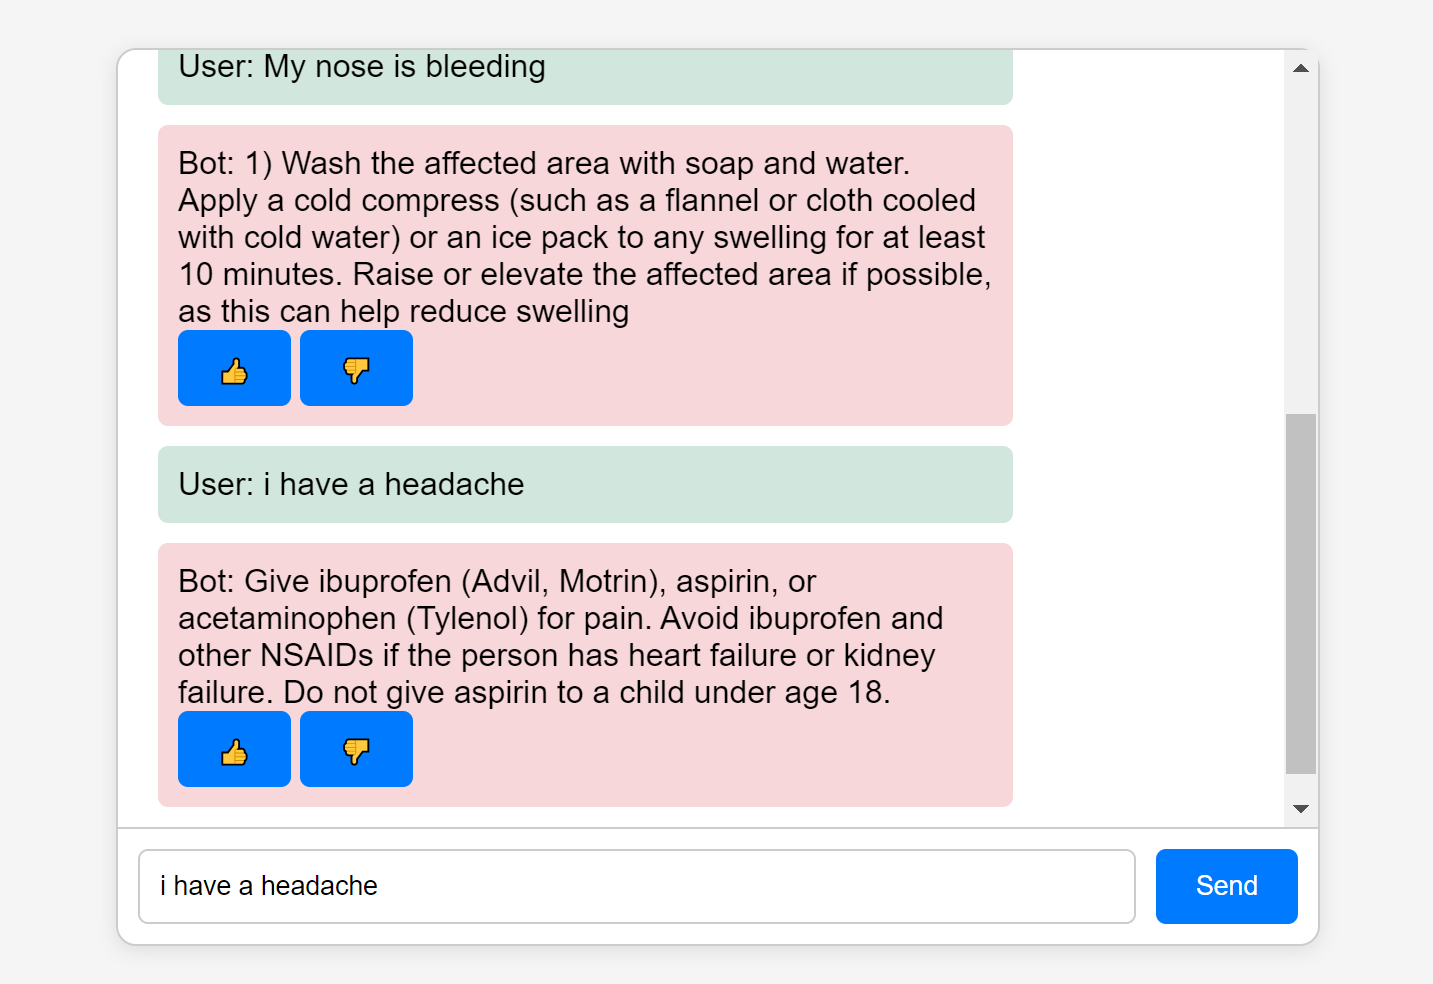 User: My nose is bleeding
Bot: 1) Wash the affected area with soap and water.
Apply a cold compress (such as a flannel or cloth cooled
with cold water) or an ice pack to any swelling for at least
10 minutes. Raise or elevate the affected area if possible,
as this can help reduce swelling
👍 👎
User: i have a headache
Bot: Give ibuprofen (Advil, Motrin), aspirin, or
acetaminophen (Tylenol) for pain. Avoid ibuprofen and
other NSAIDs if the person has heart failure or kidney
failure. Do not give aspirin to a child under age 18.
👍 👎
i have a headache
Send